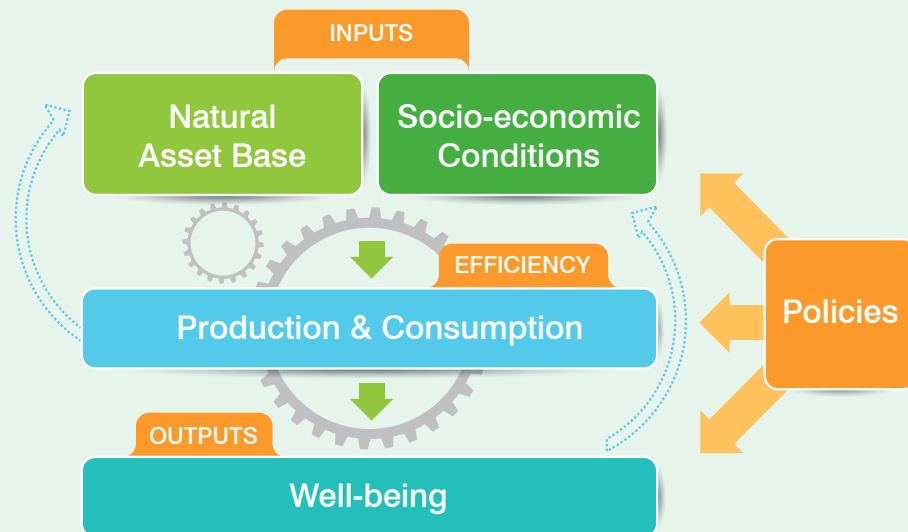 INPUTS
Natural
Asset Base
Socio-economic
Conditions
EFFICIENCY
Production & Consumption
Policies
OUTPUTS
Well-being